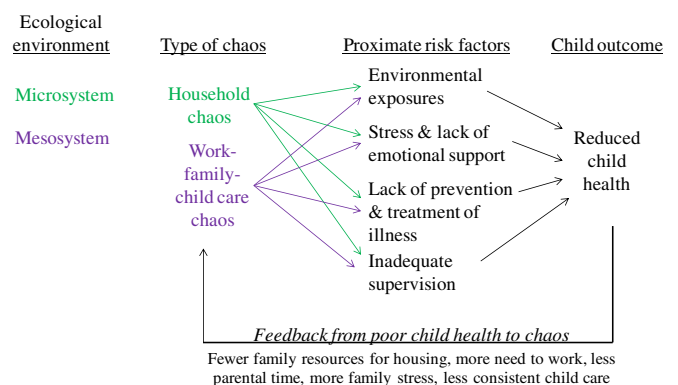 Ecological
environment
Type of chaos
Proximate risk factors
Child outcome
Microsystem
Mesosystem
Household
chaos
Work-
family-
child care
chaos
Environmental
exposures
Stress & lack of
emotional support
Lack of prevention
& treatment of
illness
Inadequate
supervision
Reduced
child
health
Feedback from poor child health to chaos
Fewer family resources for housing, more need to work, less
parental time, more family stress, less consistent child care